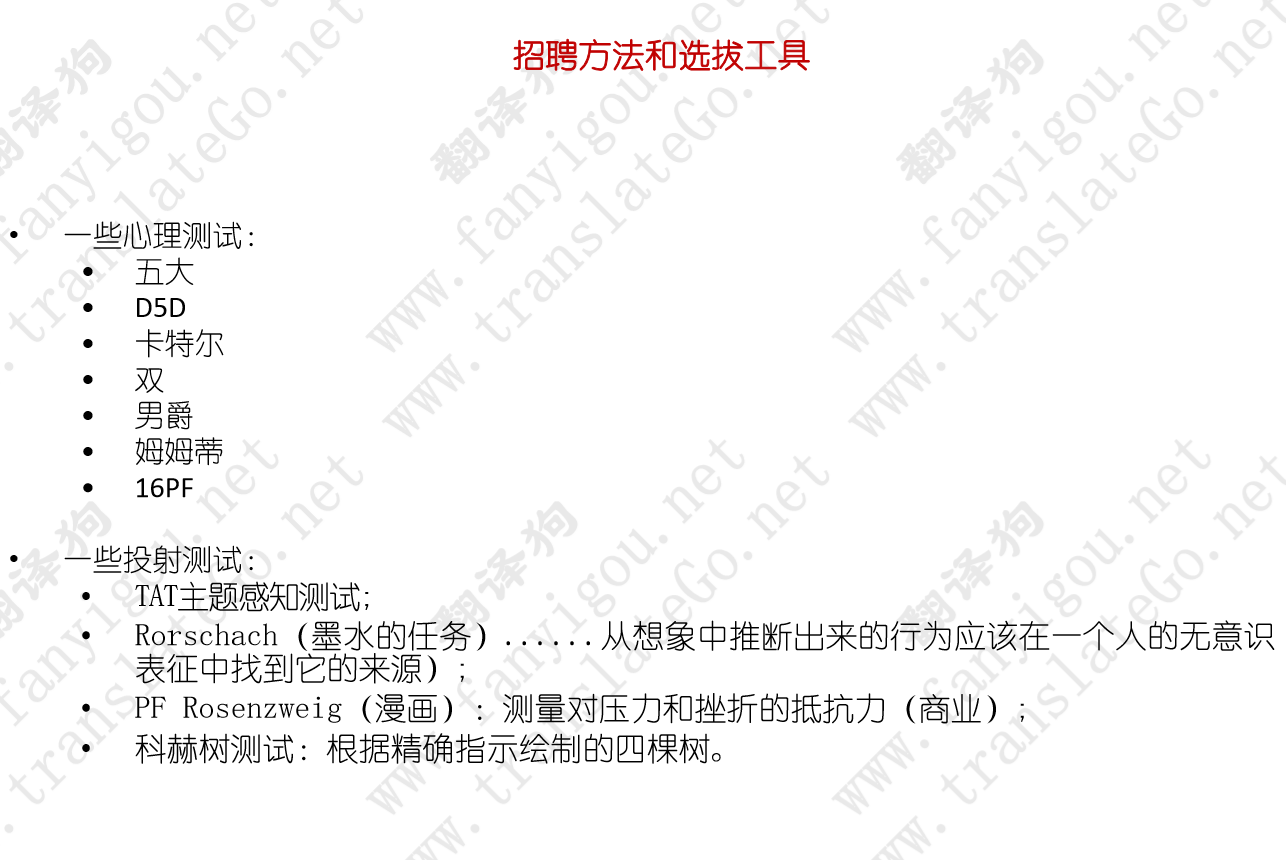 招聘方法和选拔工具
• 一些心理测试：
• 五大
• D5D
• 卡特尔
• 双
• 男爵
• 姆姆蒂
• 16PF
• 一些投射测试：
• TAT主题感知测试；
• Rorschach（墨水的任务）......从想象中推断出来的行为应该在一个人的无意识
表征中找到它的来源）；
• PF Rosenzweig（漫画）：测量对压力和挫折的抵抗力（商业）；
• 科赫树测试：根据精确指示绘制的四棵树。
翻译狗
www.fanyigou.net
www.translateGo.net